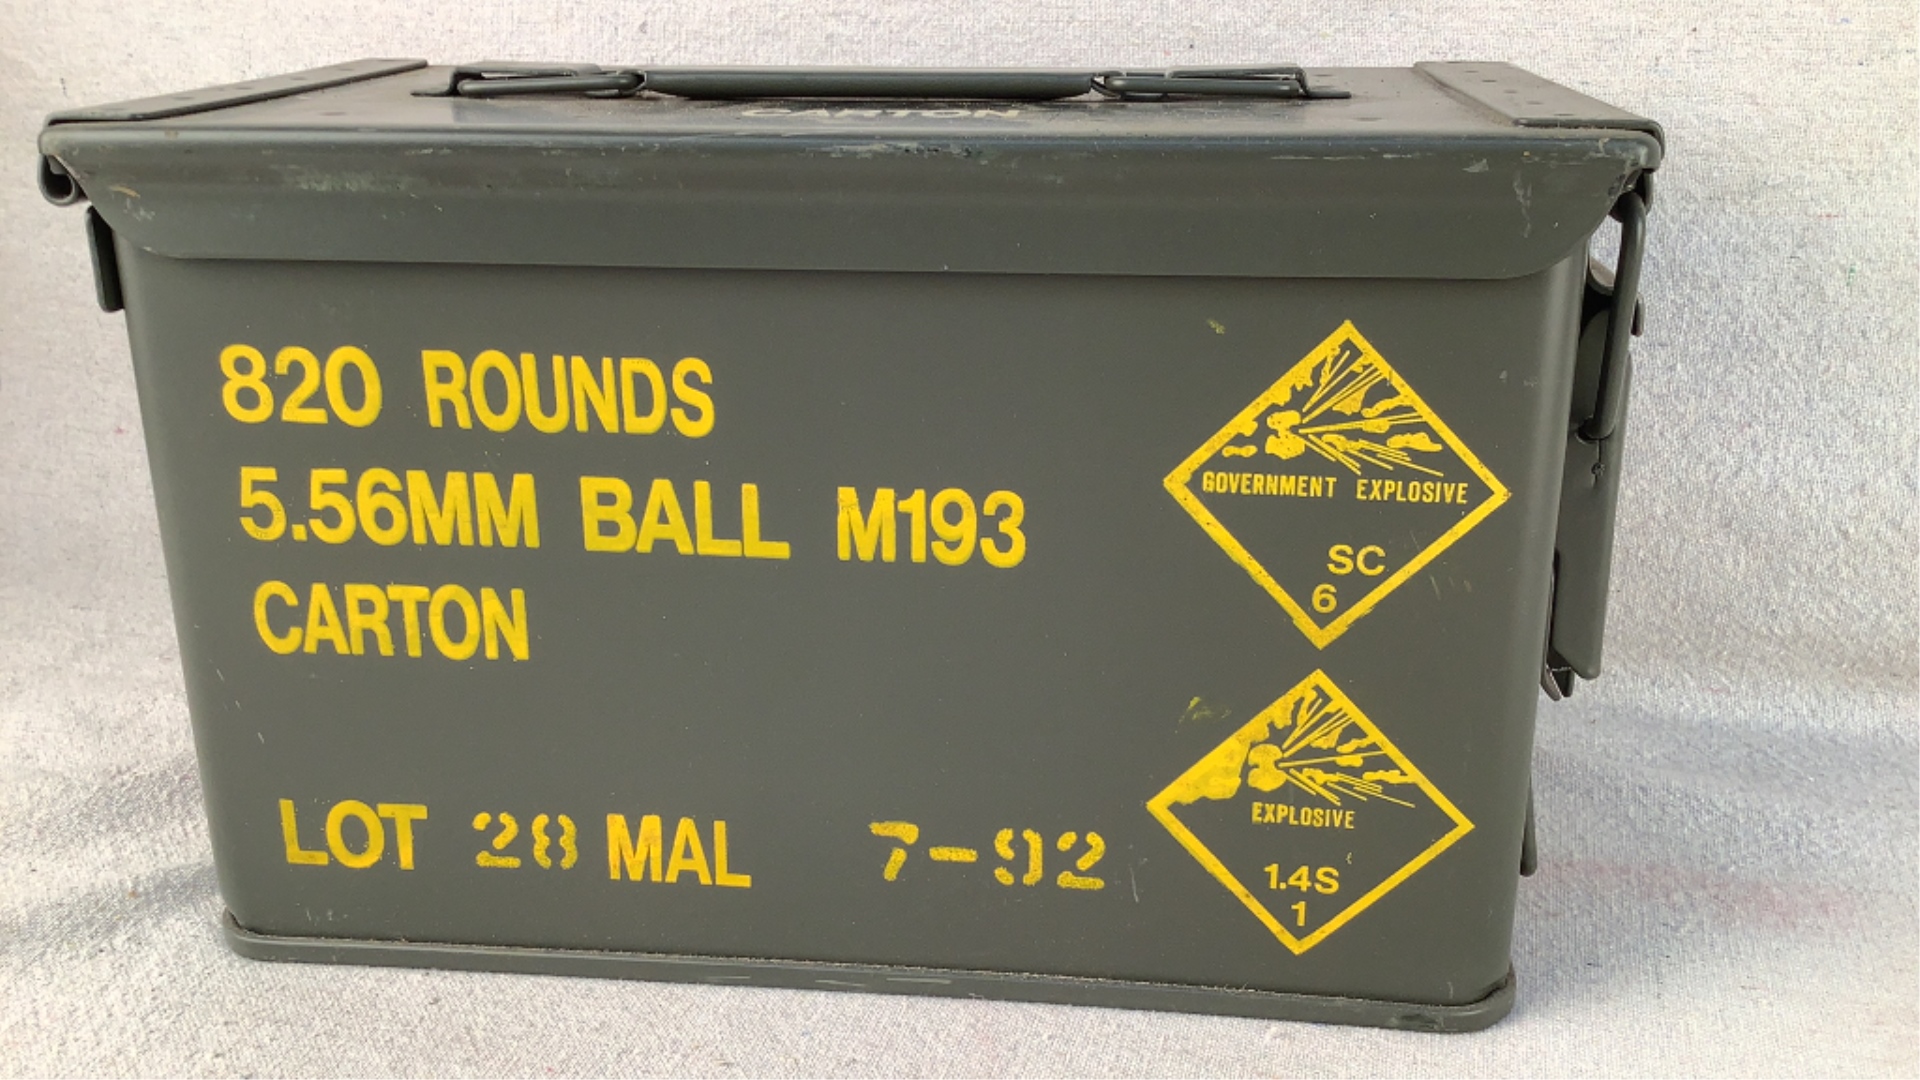 CARTON
820 ROUNDS
5.56MM BALL M193
CARTON
LOT 28 MAL 7-92
GOVERNMENT EXPLOSIVE
SC
6
EXPLOSIVE
1.4S
1